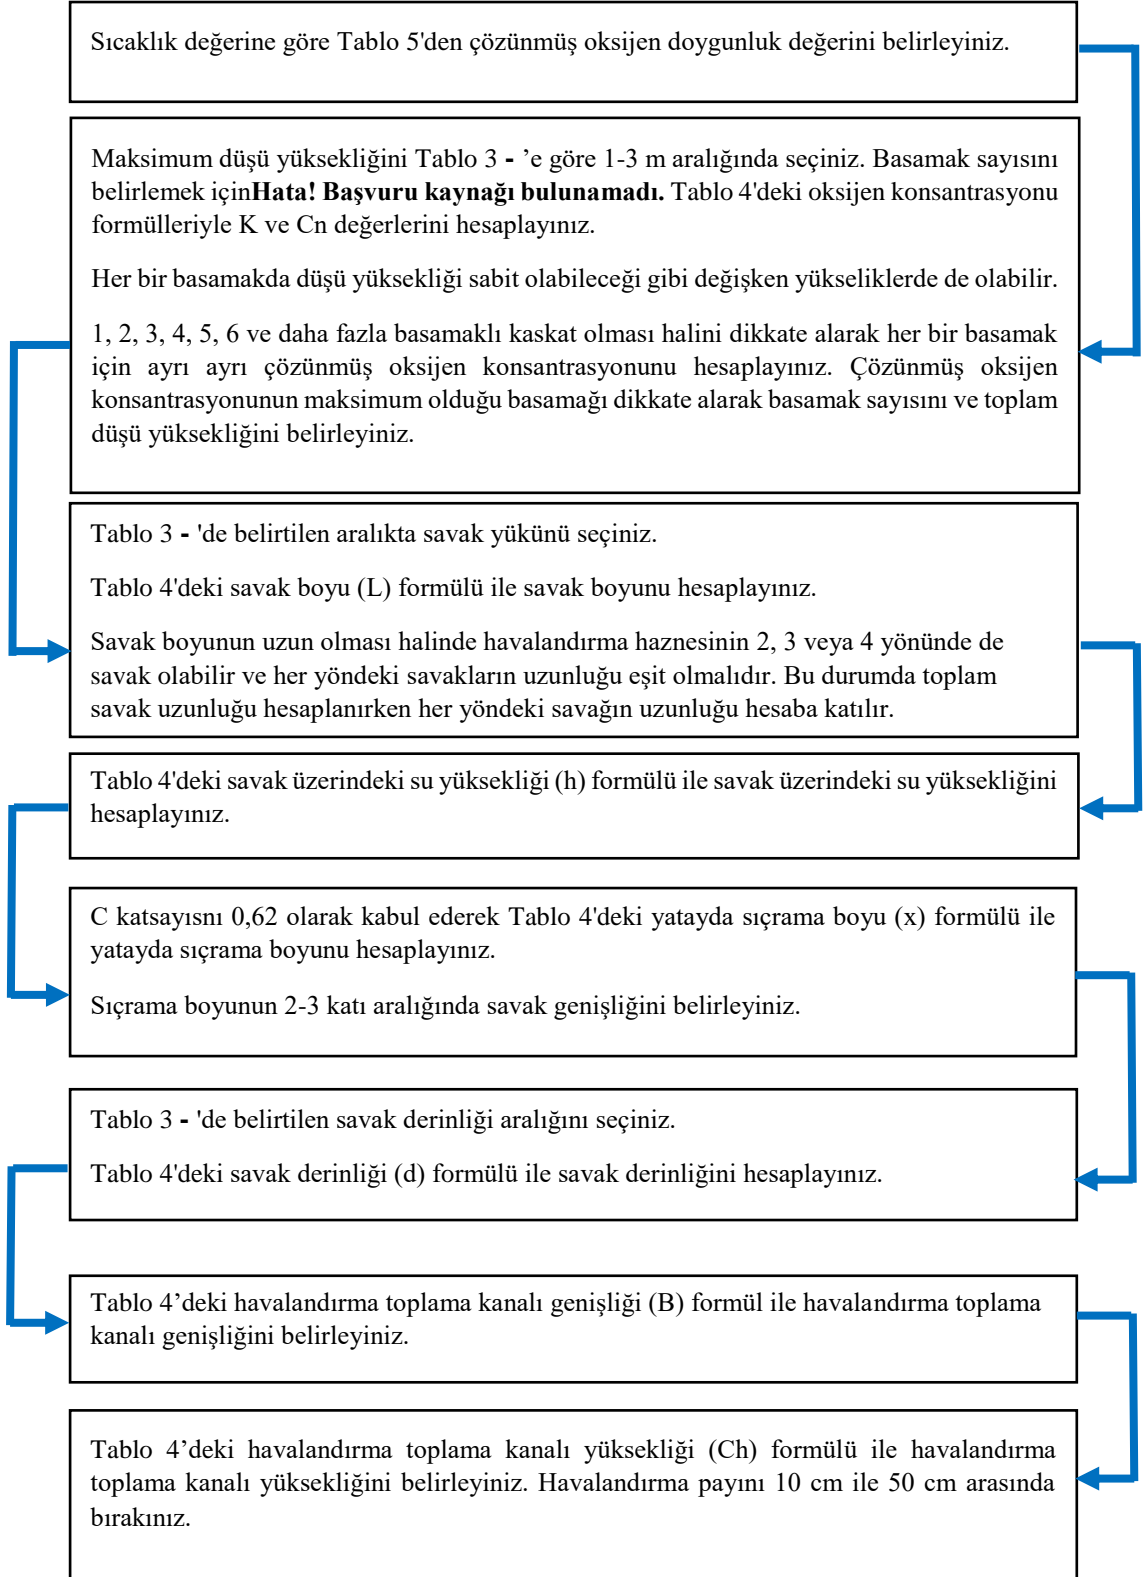 Sıcaklık değerine göre Tablo 5'den çözünmüş oksijen doygunluk değerini belirleyiniz.
Maksimum düşü yüksekliğini Tablo 3 - ’e göre 1-3 m aralığında seçiniz. Basamak sayısını
belirlemek içinHata! Başvuru kaynağı bulunamadı. Tablo 4'deki oksijen konsantrasyonu
formülleriyle K ve Cn değerlerini hesaplayınız.
Her bir basamakda düşü yüksekliği sabit olabileceği gibi değişken yükseliklerde de olabilir.
1, 2, 3, 4, 5, 6 ve daha fazla basamaklı kaskat olması halini dikkate alarak her bir basamak
için ayrı ayrı çözünmüş oksijen konsantrasyonunu hesaplayınız. Çözünmüş oksijen
konsantrasyonunun maksimum olduğu basamağı dikkate alarak basamak sayısını ve toplam
düşü yüksekliğini belirleyiniz.
Tablo 3 - 'de belirtilen aralıkta savak yükünü seçiniz.
Tablo 4'deki savak boyu (L) formülü ile savak boyunu hesaplayınız.
Savak boyunun uzun olması halinde havalandırma haznesinin 2, 3 veya 4 yönünde de
savak olabilir ve her yöndeki savakların uzunluğu eşit olmalıdır. Bu durumda toplam
savak uzunluğu hesaplanırken her yöndeki savağın uzunluğu hesaba katılır.
Tablo 4'deki savak üzerindeki su yüksekliği (h) formülü ile savak üzerindeki su yüksekliğini
hesaplayınız.
C katsayısnı 0,62 olarak kabul ederek Tablo 4'deki yatayda sıçrama boyu (x) formülü ile
yatayda sıçrama boyunu hesaplayınız.
Sıçrama boyunun 2-3 katı aralığında savak genişliğini belirleyiniz.
Tablo 3 - 'de belirtilen savak derinliği aralığını seçiniz.
Tablo 4'deki savak derinliği (d) formülü ile savak derinliğini hesaplayınız.
Tablo 4’deki havalandırma toplama kanalı genişliği (B) formül ile havalandırma toplama
kanalı genişliğini belirleyiniz.
Tablo 4’deki havalandırma toplama kanalı yüksekliği (Ch) formülü ile havalandırma
toplama kanalı yüksekliğini belirleyiniz. Havalandırma payını 10 cm ile 50 cm arasında
bırakınız.